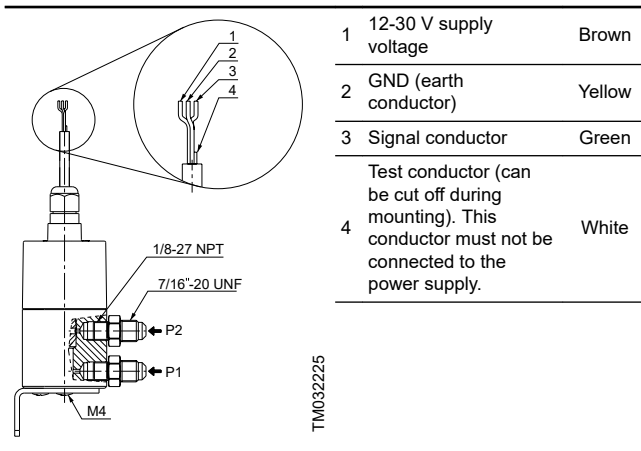 1
2
3
4
1/8-27 NPT
7/16"-20 UNF
P2
P1
M4
TM032225
1 12-30 V supply voltage Brown
2 GND (earth conductor) Yellow
3 Signal conductor Green
4 Test conductor (can be cut off during mounting). This conductor must not be connected to the power supply. White